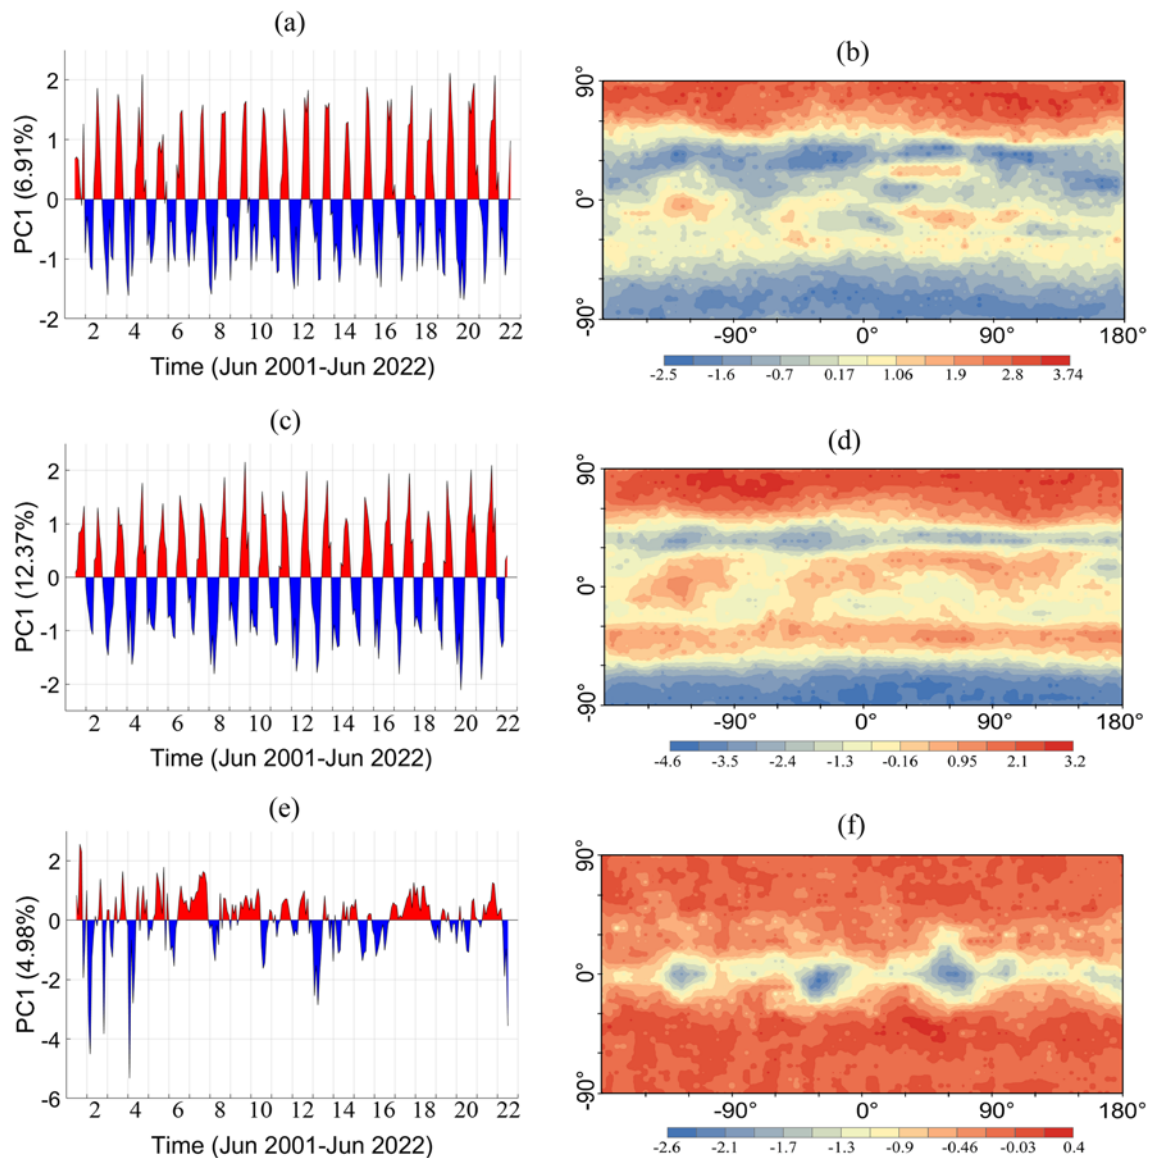 (a)
PC1 (6.91%)
2
1
0
-1
-2
2 4 6 8 10 12 14 16 18 20 22
Time (Jun 2001-Jun 2022)
(b)
90°
0°
-90°
-90° 0° 90° 180°
-2.5 -1.6 -0.7 0.17 1.06 1.9 2.8 3.74
(c)
PC1 (12.37%)
2
1
0
-1
-2
2 4 6 8 10 12 14 16 18 20 22
Time (Jun 2001-Jun 2022)
(d)
90°
0°
-90°
-90° 0° 90° 180°
-4.6 -3.5 -2.4 -1.3 -0.16 0.95 2.1 3.2
(e)
PC1 (4.98%)
2
0
-2
-4
-6
2 4 6 8 10 12 14 16 18 20 22
Time (Jun 2001-Jun 2022)
(f)
90°
0°
-90°
-90° 0° 90° 180°
-2.6 -2.1 -1.7 -1.3 -0.9 -0.46 -0.03 0.4